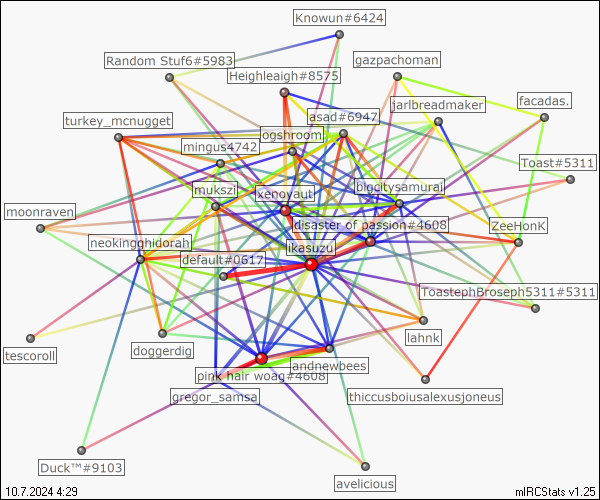 Knowun#6424
Random Stuf6#5983
gazpachoman
Heighleigh#8575
jarlbreadmaker
facadas.
turkey_mcnugget
asad#6947
ogshroom
mingus4742
Toast#5311
mukszi
xenoyaut
bigcitysamurai
moonraven
disaster of passion#4608
ZeeHonK
neokingghidorah
likasuzu
default#0617
ToastephBroseph5311#5311
tescoroll
doggerdig
lahnk
andnewbees
pink hair woag#4608
gregor_samsa
thiccusboiusalexusjoneus
Duck™#9103
avelicious
10.7.2024 4:29
mIRCStats v1.25